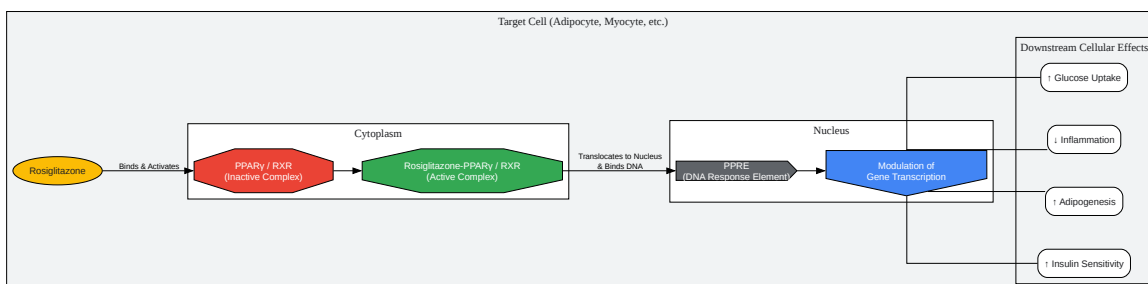 Target Cell (Adipocyte, Myocyte, etc.)
Downstream Cellular Effects
↑ Glucose Uptake
Cytoplasm
Nucleus
↓ Inflammation
Rosiglitazone
Binds & Activates
PPARγ / RXR
(Inactive Complex)
Rosiglitazone-PPARγ / RXR
(Active Complex)
Translocates to Nucleus
& Binds DNA
PPRE
(DNA Response Element)
Modulation of
Gene Transcription
↑ Adipogenesis
↑ Insulin Sensitivity